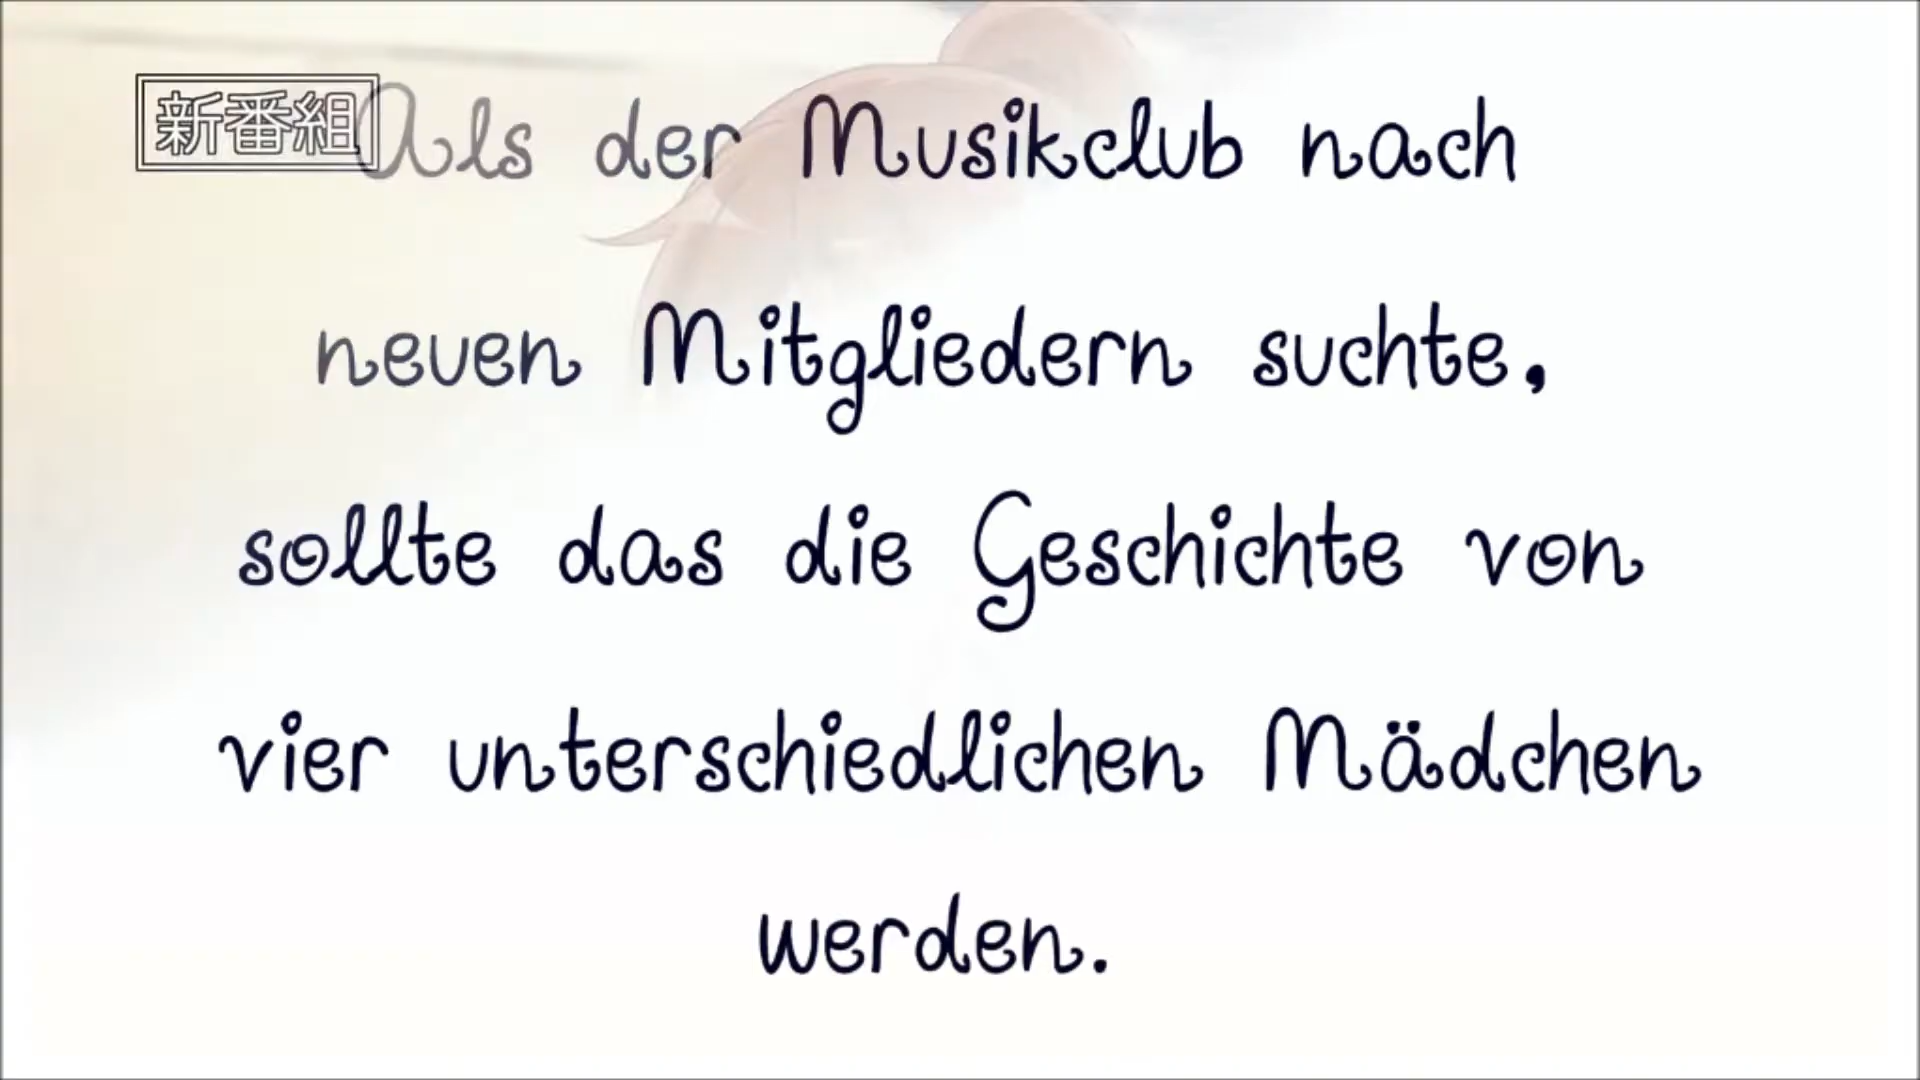 新番組
Als der Musikclub nach
neuen Mitgliedern suchte,
sollte das die Geschichte von
vier unterschiedlichen Mädchen
werden.